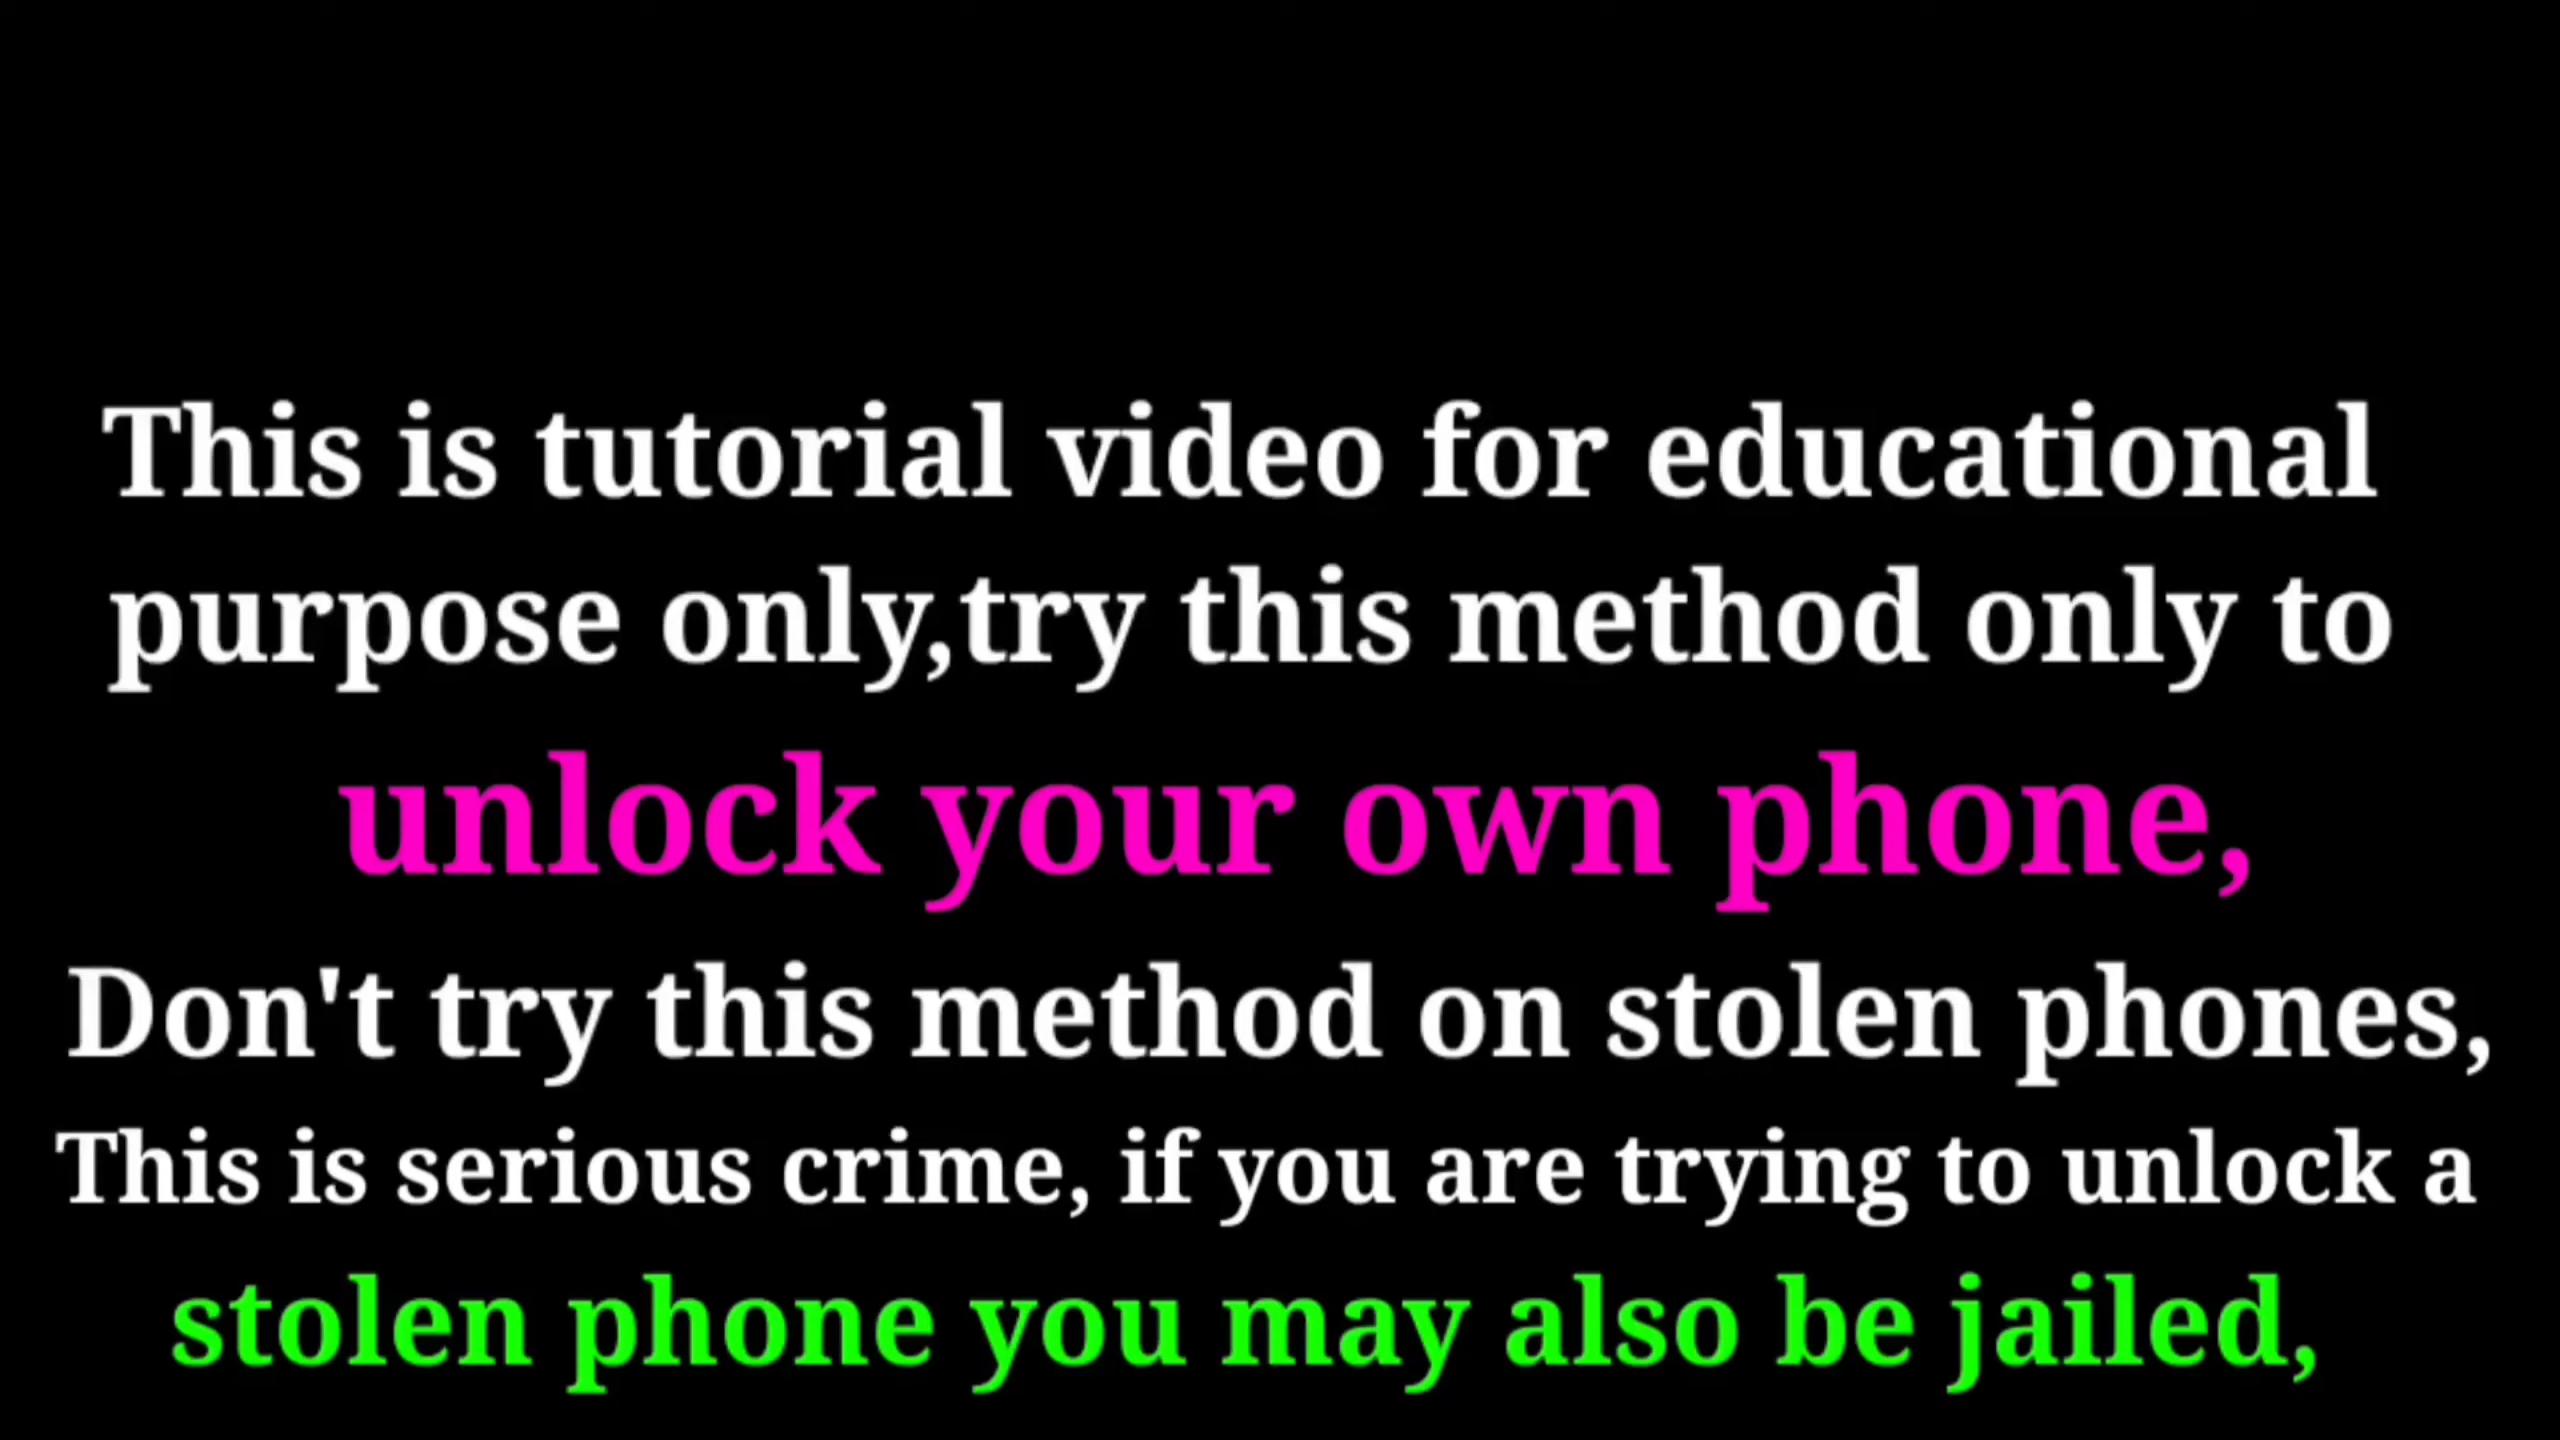 This is tutorial video for educational
purpose only,try this method only to
unlock your own phone,
Don't try this method on stolen phones,
This is serious crime, if you are trying to unlock a
stolen phone you may also be jailed,